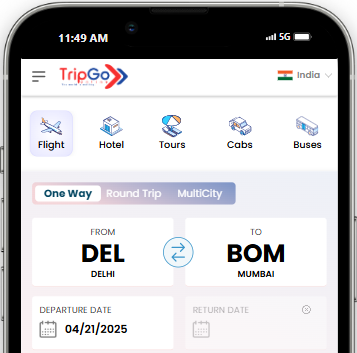 11:49 AM
5G
TripGo
India
Flight
Hotel
Tours
Cabs
Buses
One Way
Round Trip
MultiCity
FROM
TO
DEL
BOM
DELHI
MUMBAI
DEPARTURE DATE
RETURN DATE
04/21/2025